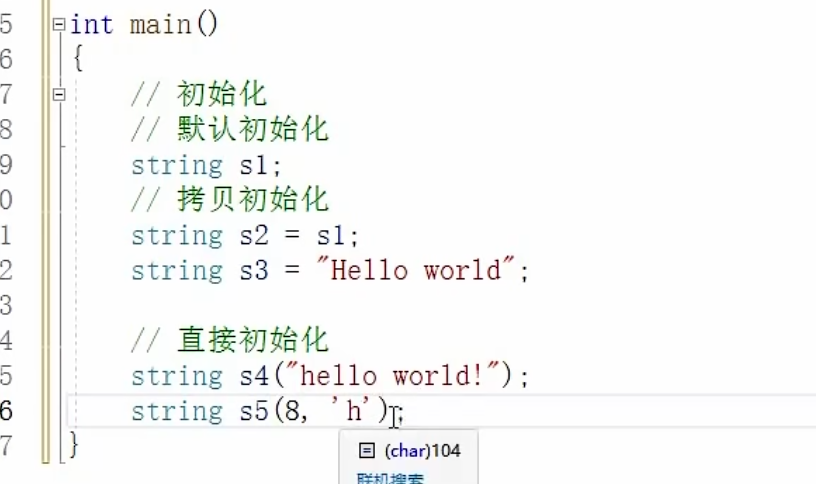 5 int main()
6 {
7 // 初始化
8 // 默认初始化
9 string s1;
0 // 拷贝初始化
1 string s2 = s1;
2 string s3 = "Hello world";
3
4 // 直接初始化
5 string s4("hello world!");
6 string s5(8, 'h');
7 }
(char)104
联机搜索